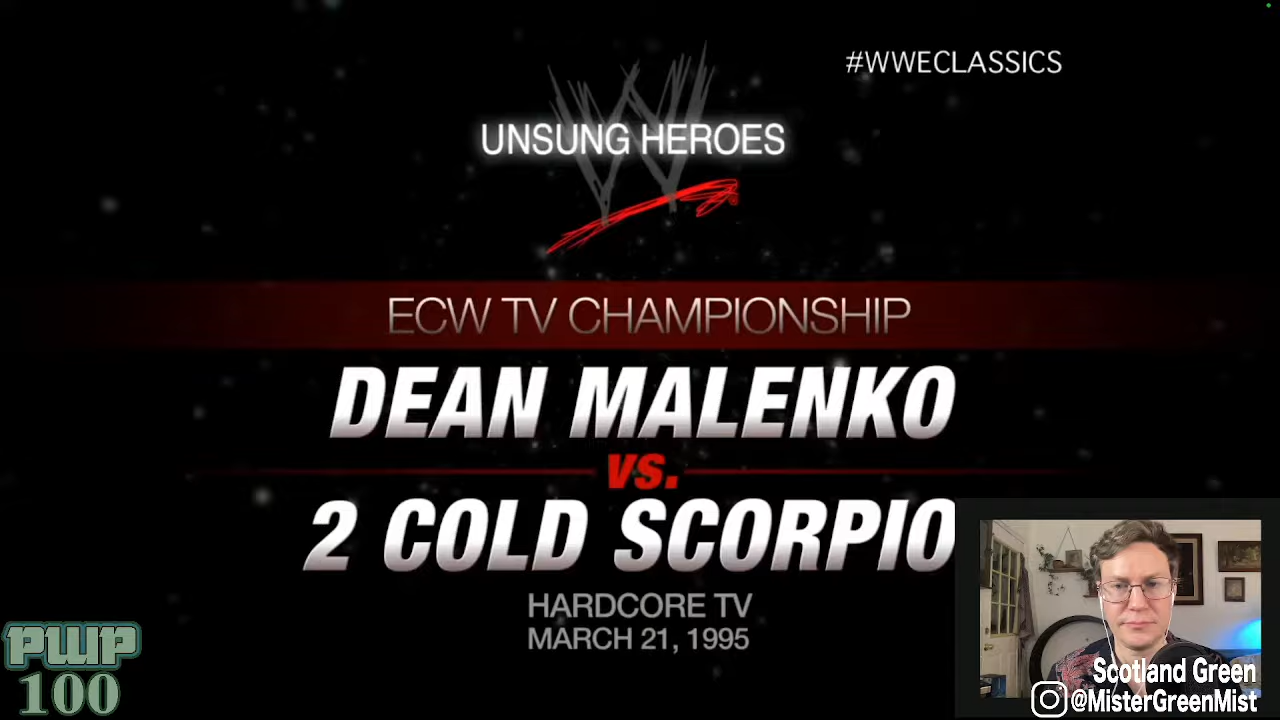 #WWECLASSICS
UNSUNG HEROES
ECW TV CHAMPIONSHIP
DEAN MALENKO
VS.
2 COLD SCORPIO
HARDCORE TV
MARCH 21, 1995
PWP
100
Scotland Green
@MisterGreenMist